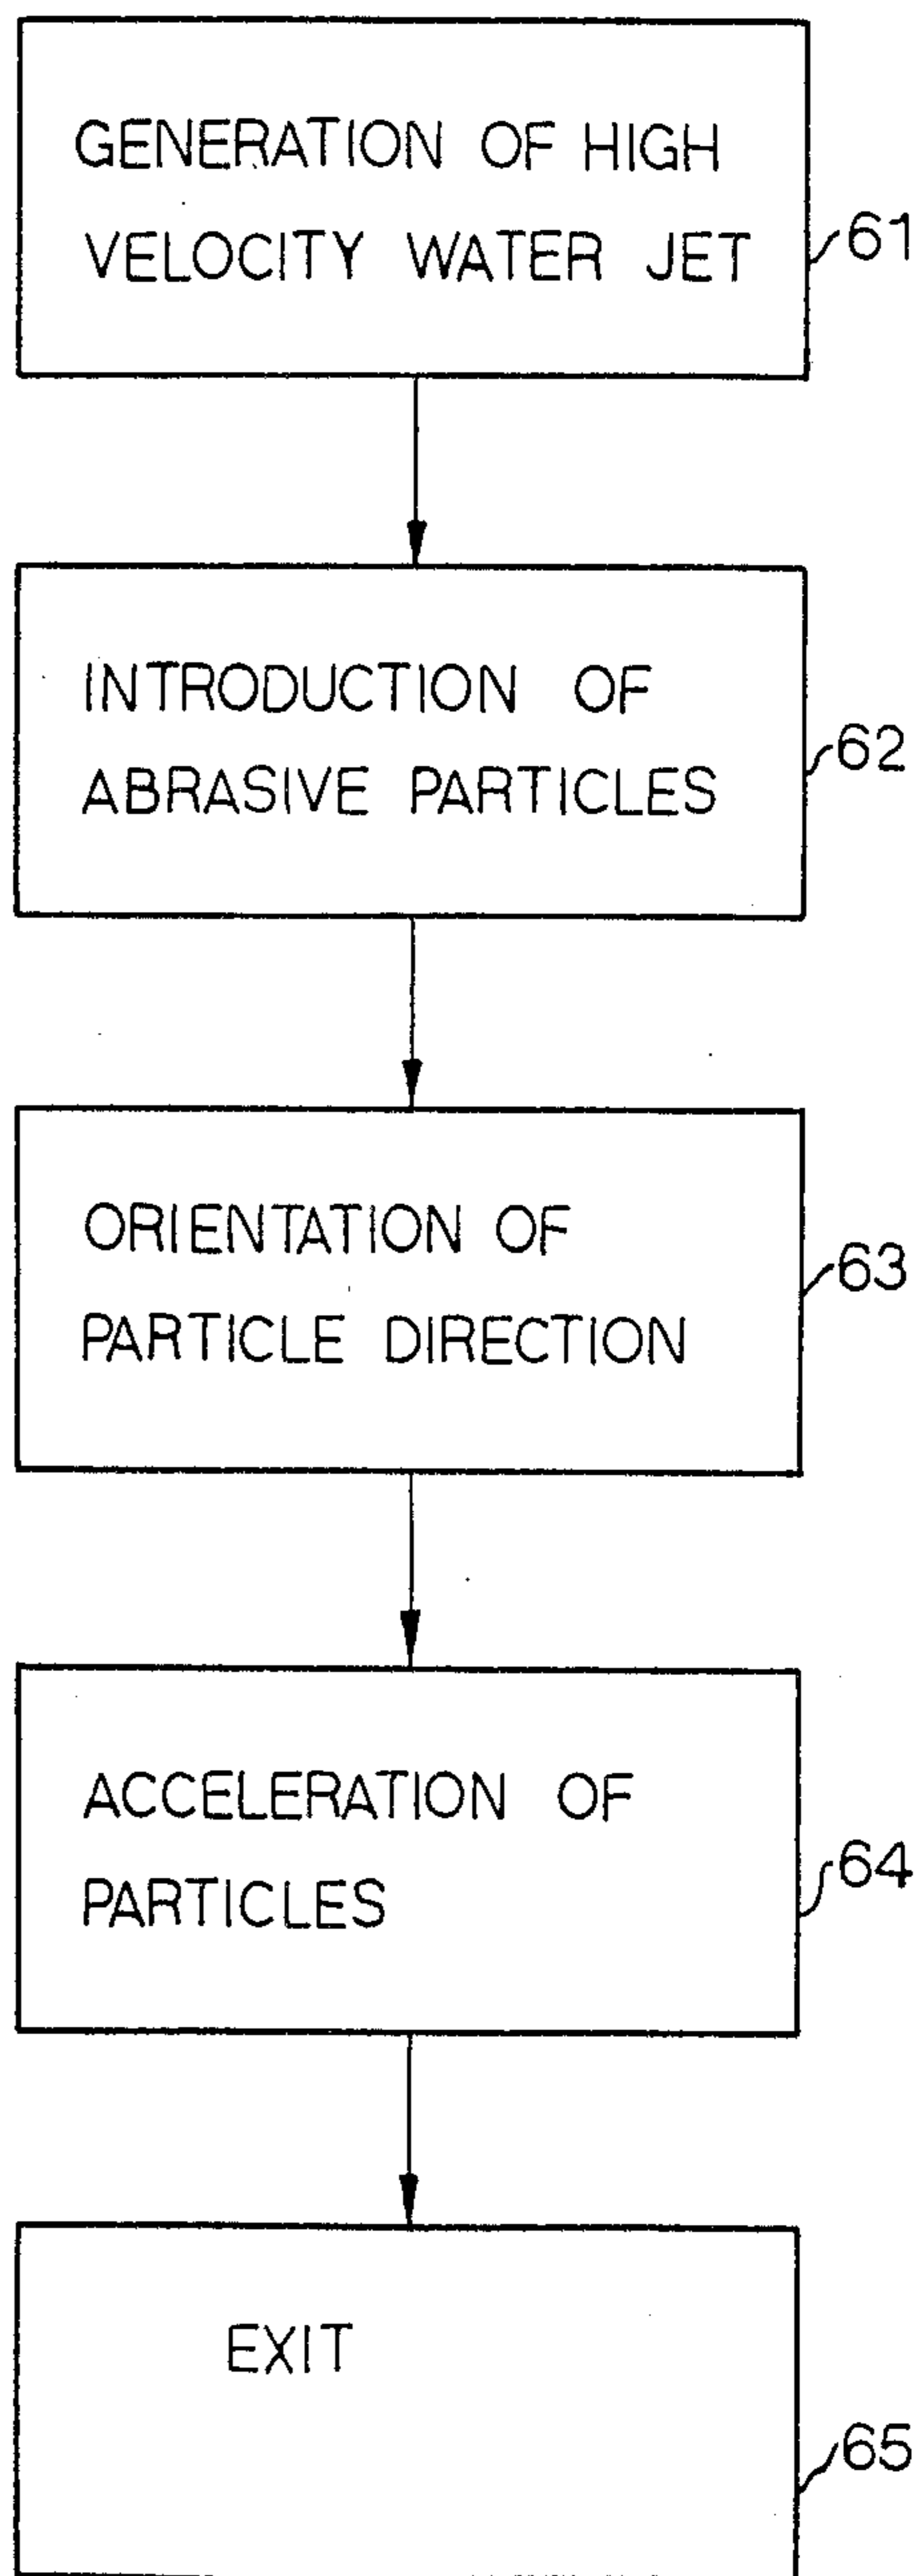 GENERATION OF HIGH
VELOCITY WATER JET
61
INTRODUCTION OF
ABRASIVE PARTICLES
62
ORIENTATION OF
PARTICLE DIRECTION
63
ACCELERATION OF
PARTICLES
64
EXIT
65